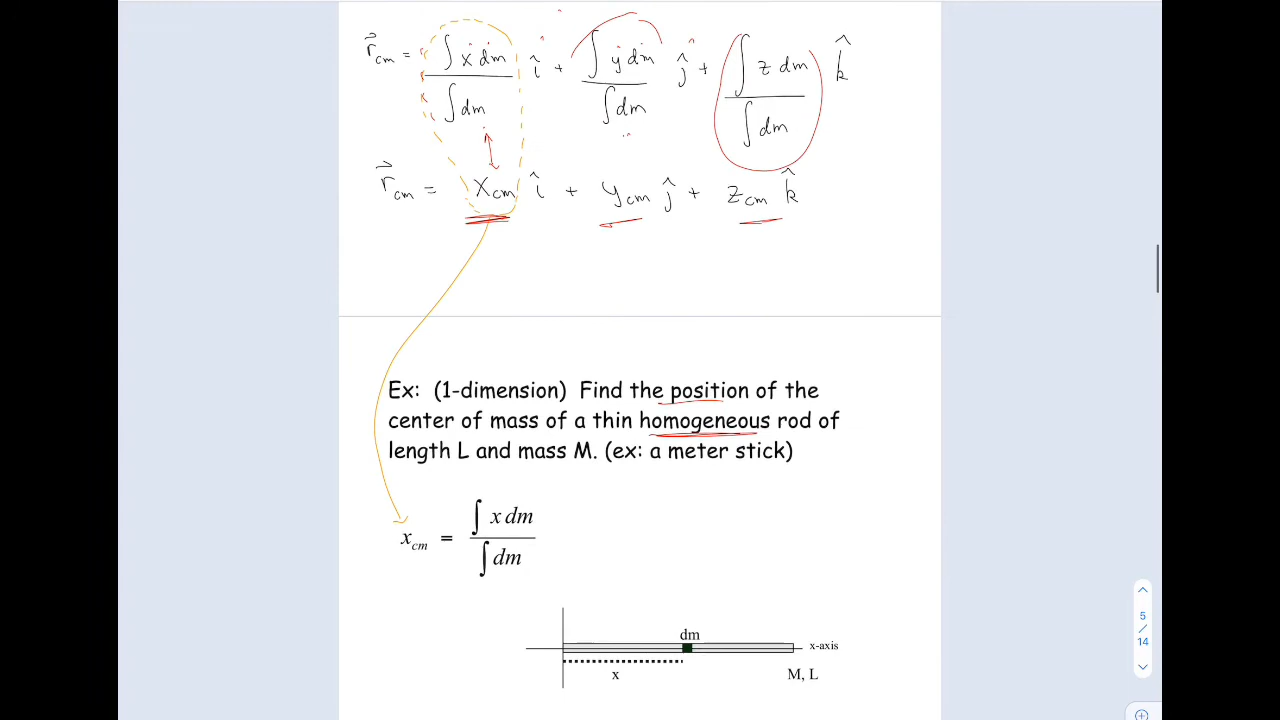 r⃗cm = ∫ x dm / ∫ dm î + ∫ y dm / ∫ dm ĵ + ∫ z dm / ∫ dm k̂
r⃗cm = xcm î + ycm ĵ + zcm k̂
Ex: (1-dimension) Find the position of the
center of mass of a thin homogeneous rod of
length L and mass M. (ex: a meter stick)
xcm = ∫ x dm / ∫ dm
dm
x-axis
x
M, L
5
/
14